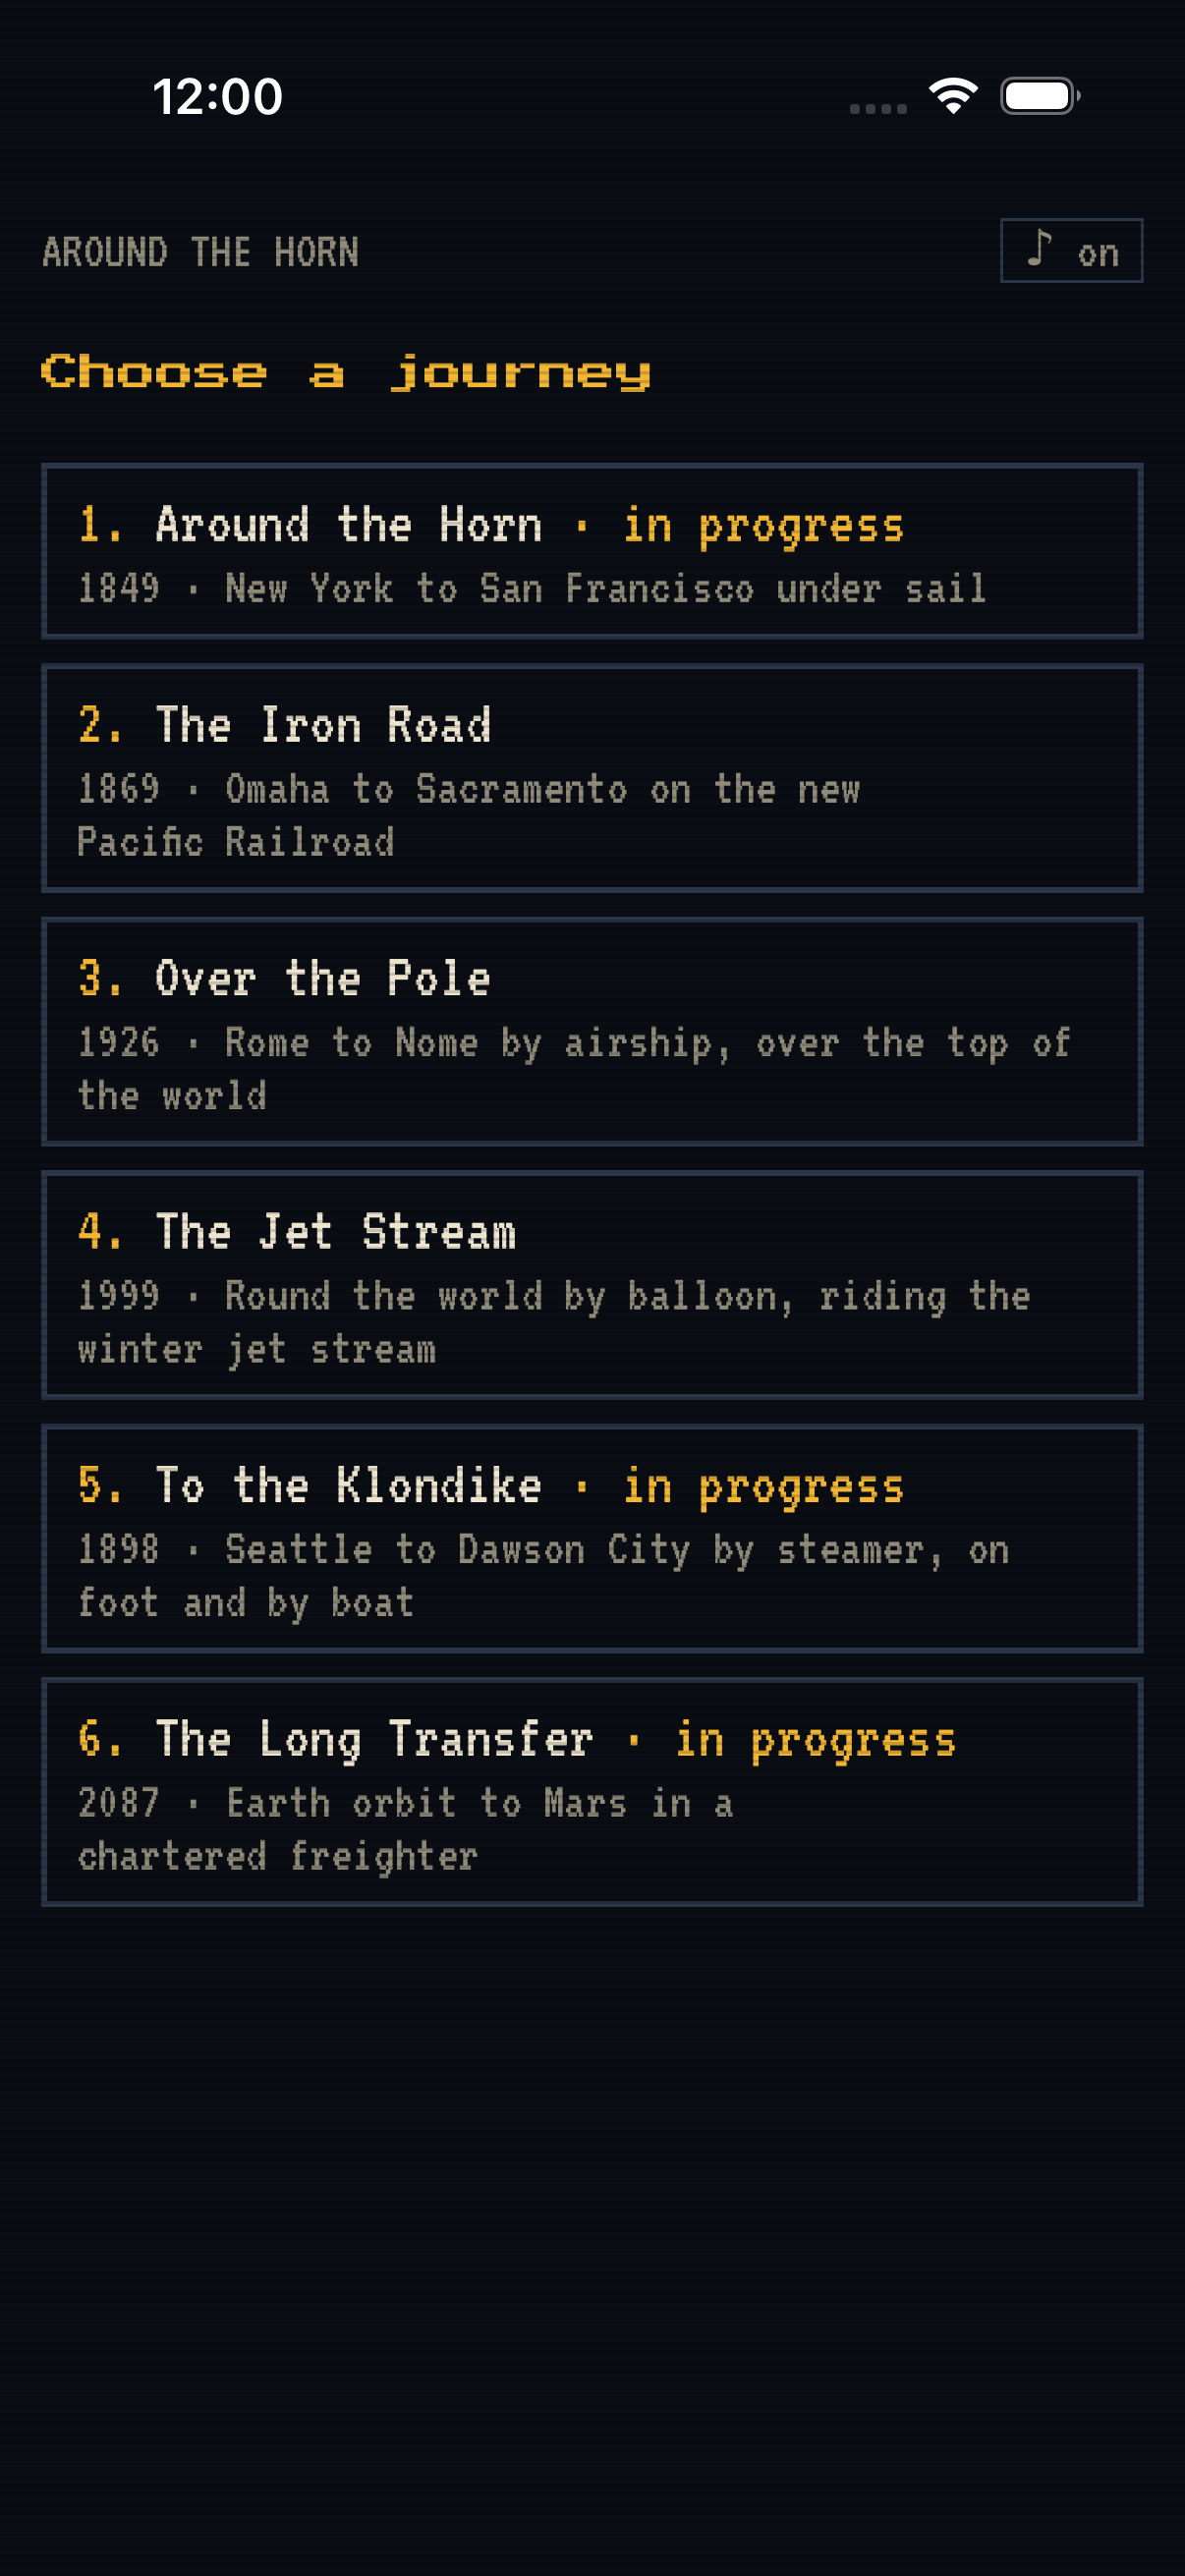 12:00
AROUND THE HORN
♪ on
Choose a journey
1. Around the Horn · in progress
1849 · New York to San Francisco under sail
2. The Iron Road
1869 · Omaha to Sacramento on the new
Pacific Railroad
3. Over the Pole
1926 · Rome to Nome by airship, over the top of
the world
4. The Jet Stream
1999 · Round the world by balloon, riding the
winter jet stream
5. To the Klondike · in progress
1898 · Seattle to Dawson City by steamer, on
foot and by boat
6. The Long Transfer · in progress
2087 · Earth orbit to Mars in a
chartered freighter